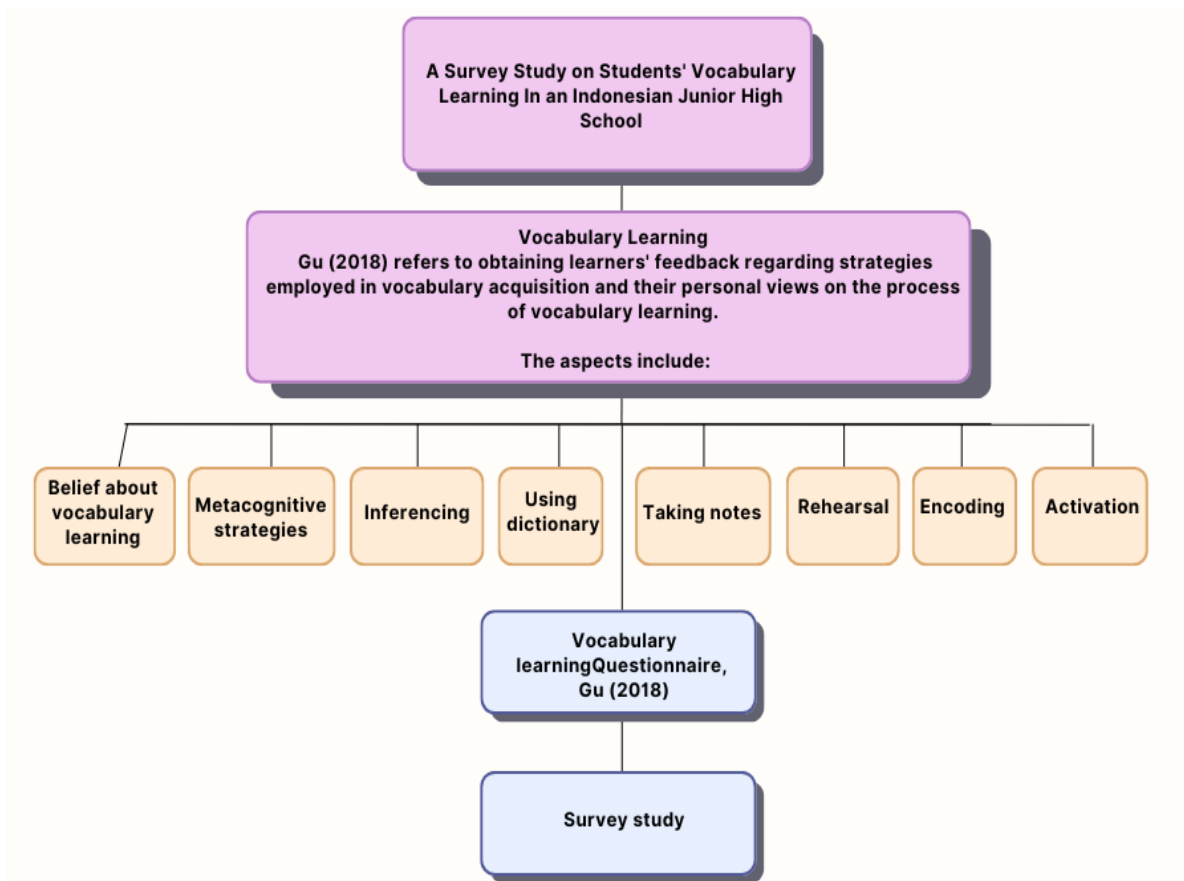 A Survey Study on Students' Vocabulary
Learning In an Indonesian Junior High
School
Vocabulary Learning
Gu (2018) refers to obtaining learners' feedback regarding strategies
employed in vocabulary acquisition and their personal views on the process
of vocabulary learning.
The aspects include:
Belief about
vocabulary
learning
Metacognitive
strategies
Inferencing
Using
dictionary
Taking notes
Rehearsal
Encoding
Activation
Vocabulary
learningQuestionnaire,
Gu (2018)
Survey study